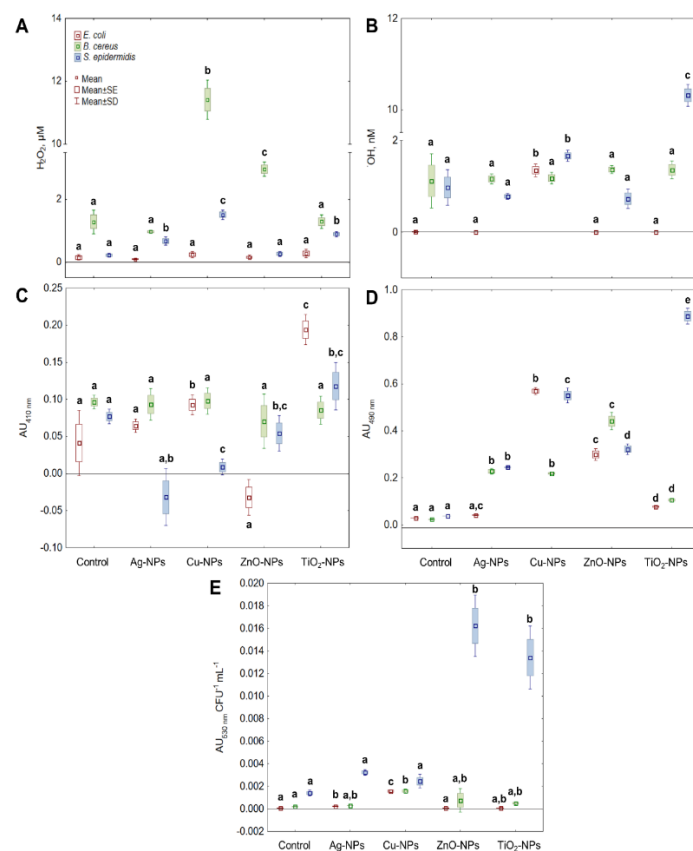 A
E. coli
B. cereus
S. epidermidis
Mean
Mean±SE
Mean±SD
H₂O₂, µM
14
12
2
0
a a a
a a b
a b c
a c a
a a b
B
˙OH, nM
12
10
2
0
a a a
a a a
b a b
a a a
a a c
C
AU410 nm
0.25
0.20
0.15
0.10
0.05
0.00
-0.05
-0.10
a a a
a a a,b
b a c
a a b,c
c a b,c
Control Ag-NPs Cu-NPs ZnO-NPs TiO₂-NPs
D
AU490 nm
1.0
0.8
0.6
0.4
0.2
0.0
a a a
a,c b b
b b c
c c d
d d e
Control Ag-NPs Cu-NPs ZnO-NPs TiO₂-NPs
E
AU530 nm CFU⁻¹ mL⁻¹
0.020
0.018
0.016
0.014
0.012
0.010
0.008
0.006
0.004
0.002
0.000
-0.002
a a a
b a,b a
c b a
a a,b b
a,b a,b b
Control Ag-NPs Cu-NPs ZnO-NPs TiO₂-NPs